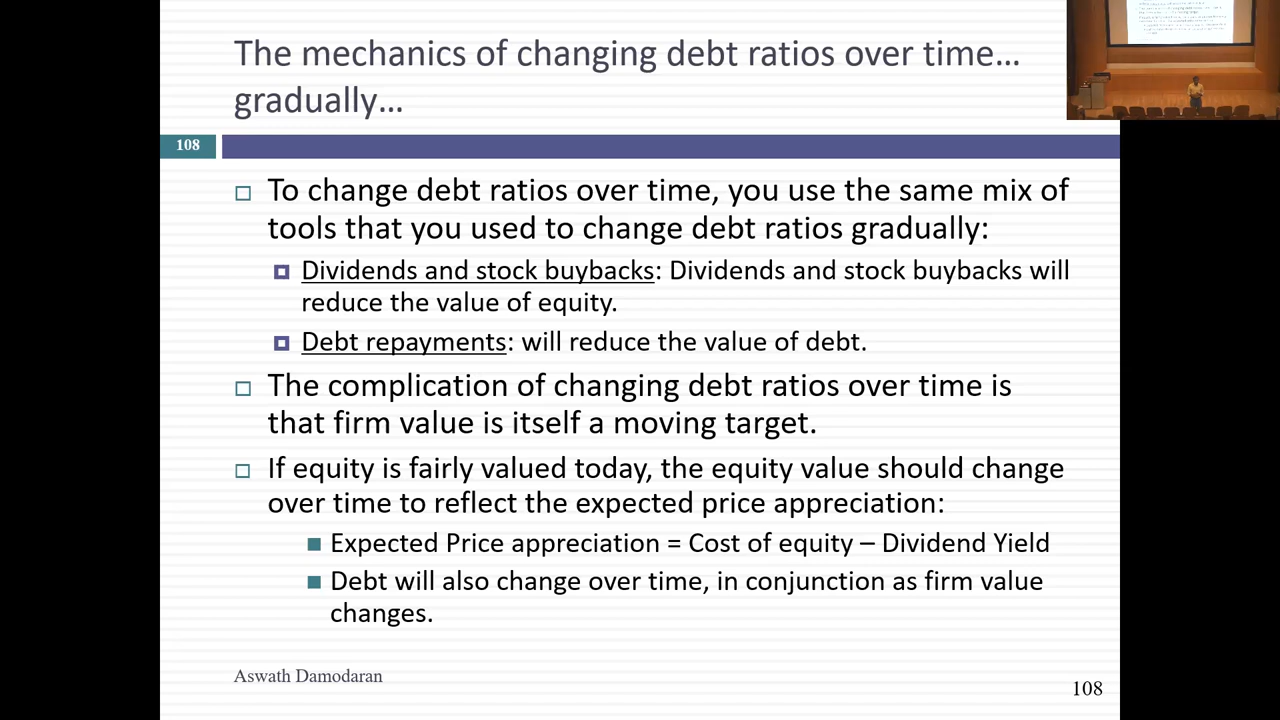 The mechanics of changing debt ratios over time…
gradually…
108
To change debt ratios over time, you use the same mix of
tools that you used to change debt ratios gradually:
Dividends and stock buybacks: Dividends and stock buybacks will
reduce the value of equity.
Debt repayments: will reduce the value of debt.
The complication of changing debt ratios over time is
that firm value is itself a moving target.
If equity is fairly valued today, the equity value should change
over time to reflect the expected price appreciation:
Expected Price appreciation = Cost of equity – Dividend Yield
Debt will also change over time, in conjunction as firm value
changes.
Aswath Damodaran
108